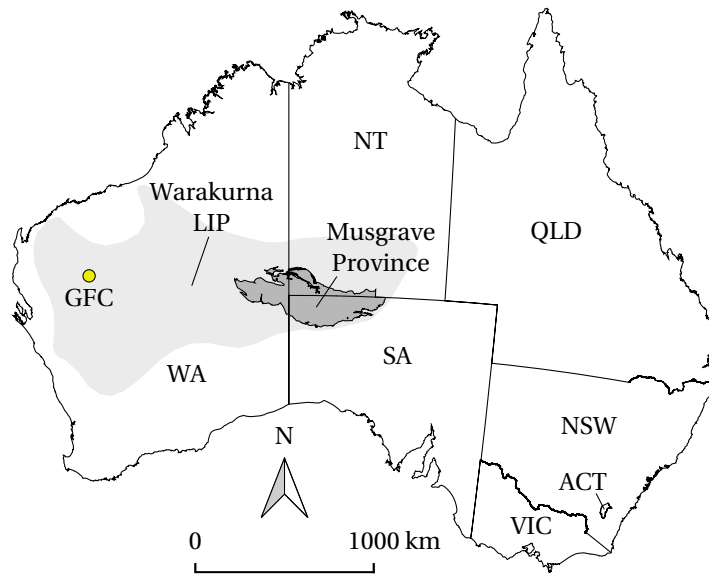 NT
Warakurna
LIP
Musgrave
Province
QLD
GFC
WA
SA
N
NSW
ACT
VIC
0
1000 km